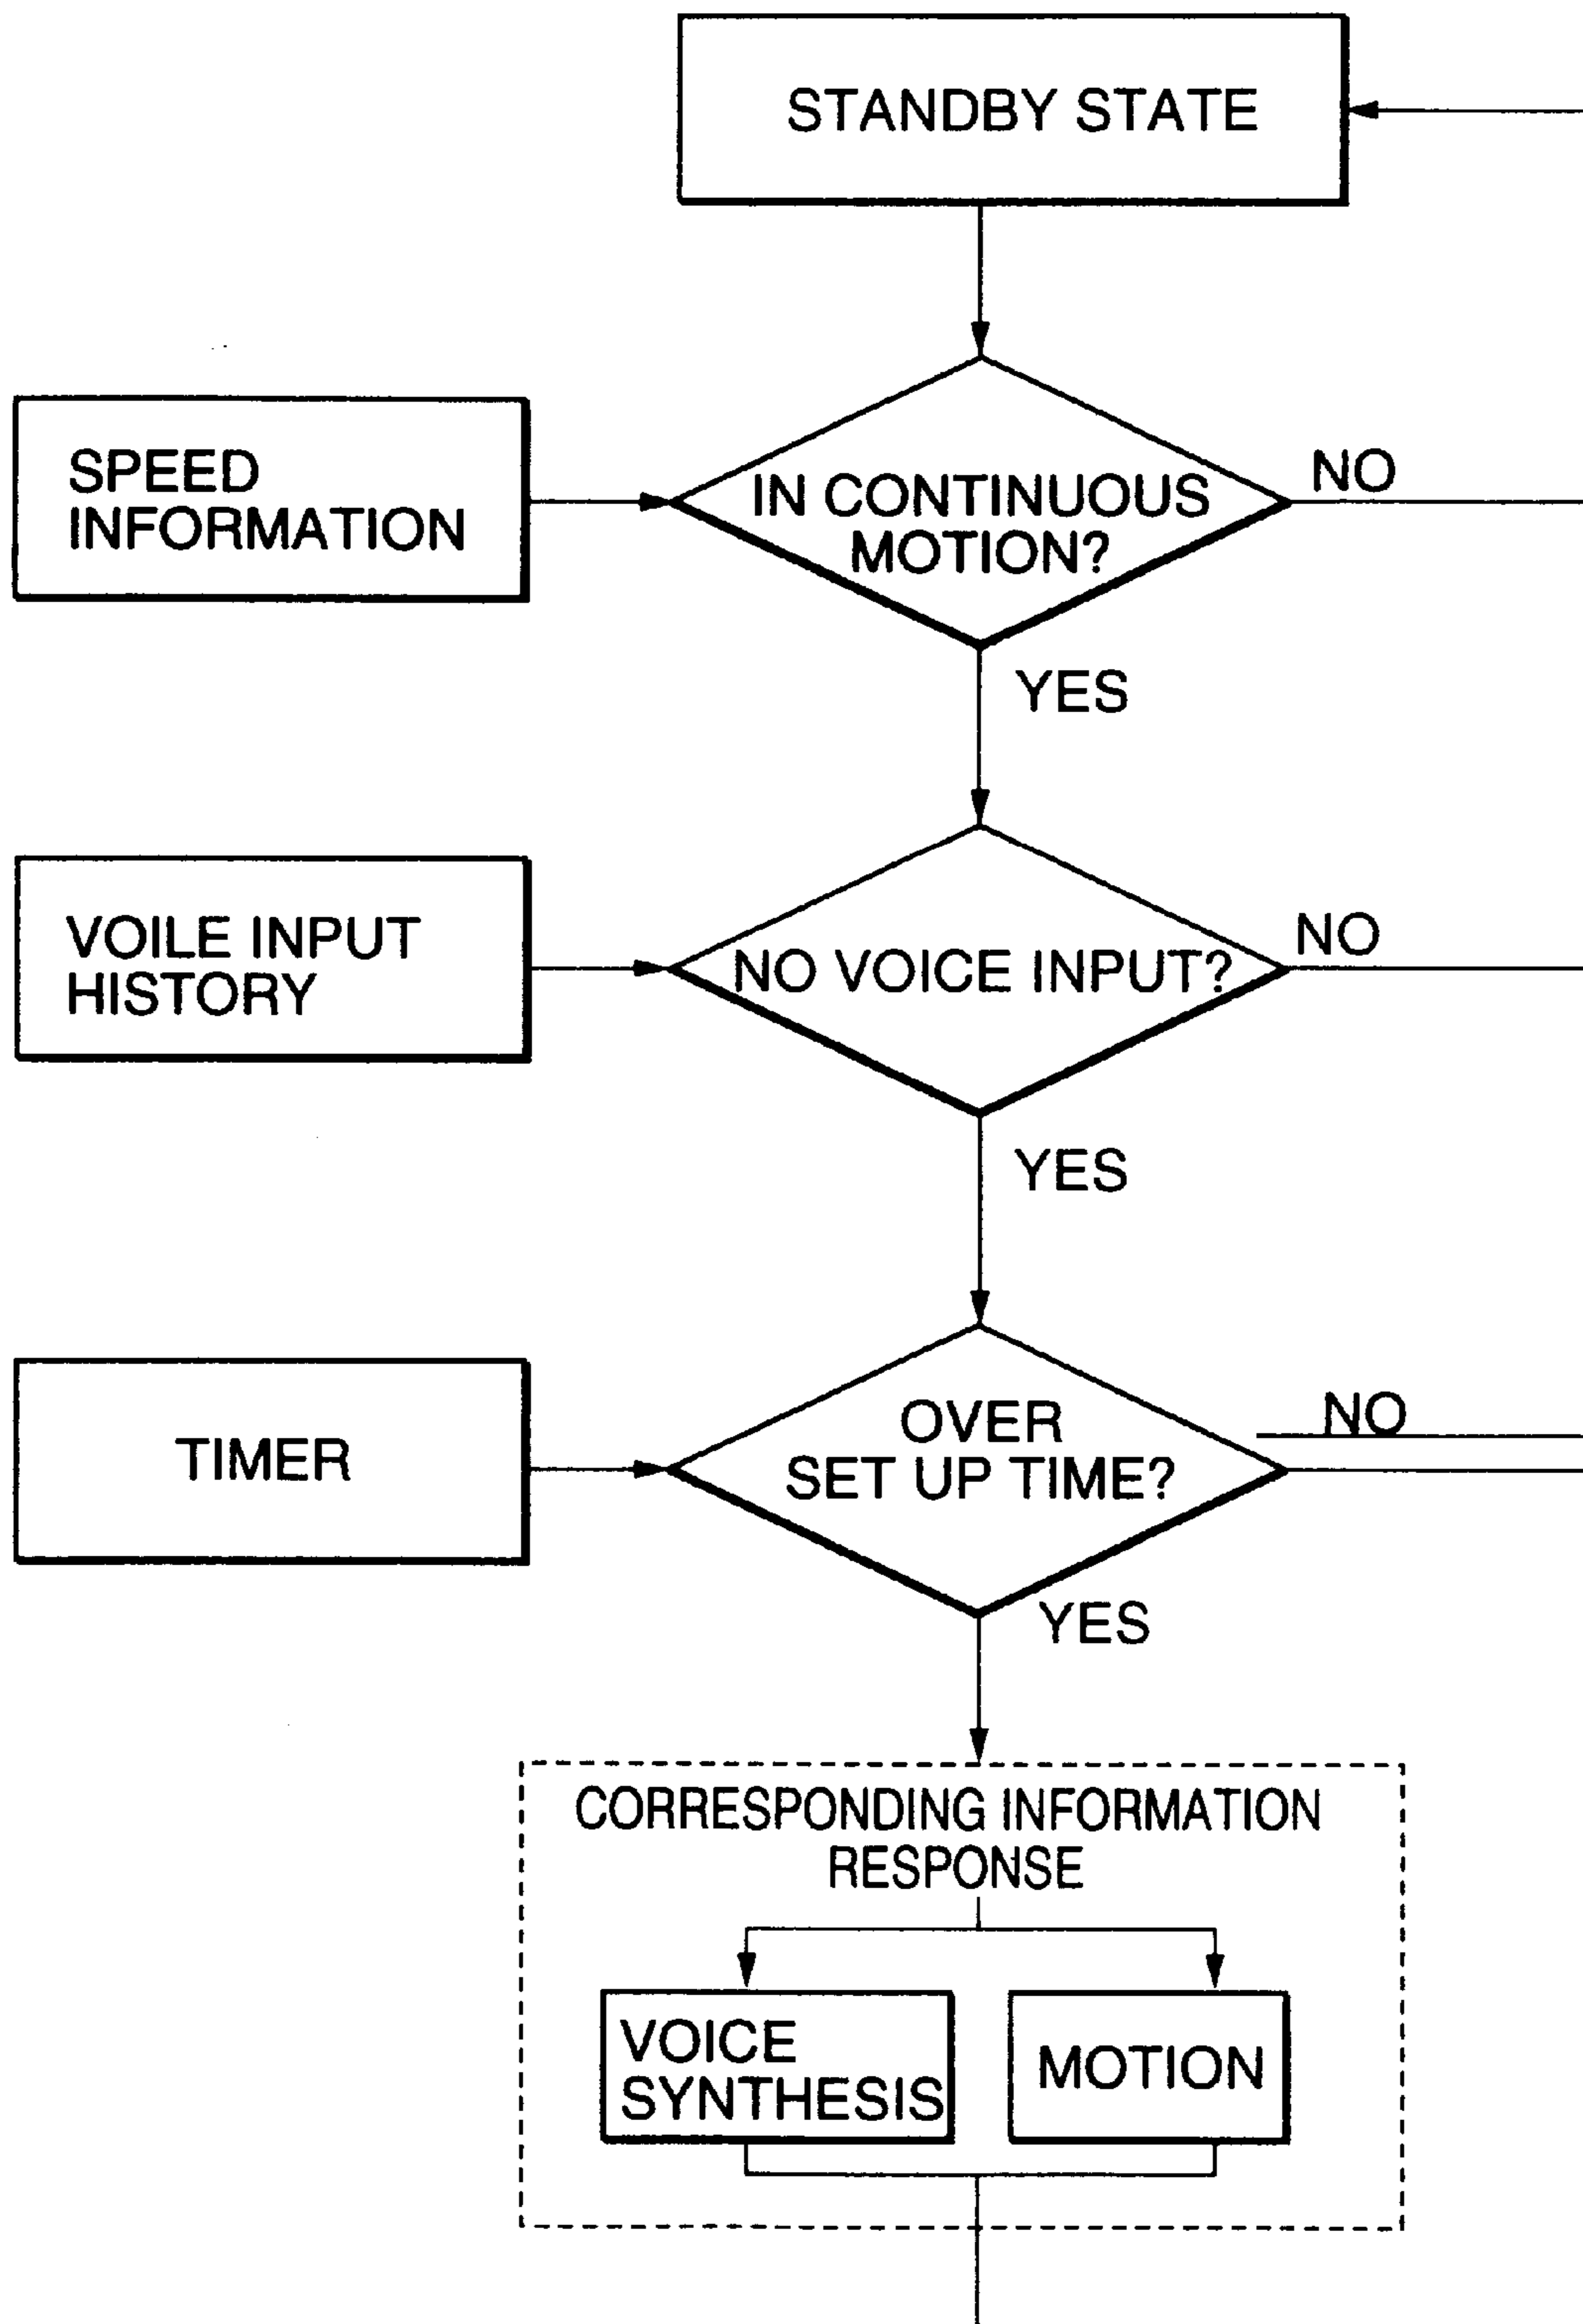 STANDBY STATE
SPEED
INFORMATION
IN CONTINUOUS
MOTION?
NO
YES
VOILE INPUT
HISTORY
NO VOICE INPUT?
NO
YES
TIMER
OVER
SET UP TIME?
NO
YES
CORRESPONDING INFORMATION
RESPONSE
VOICE
SYNTHESIS
MOTION